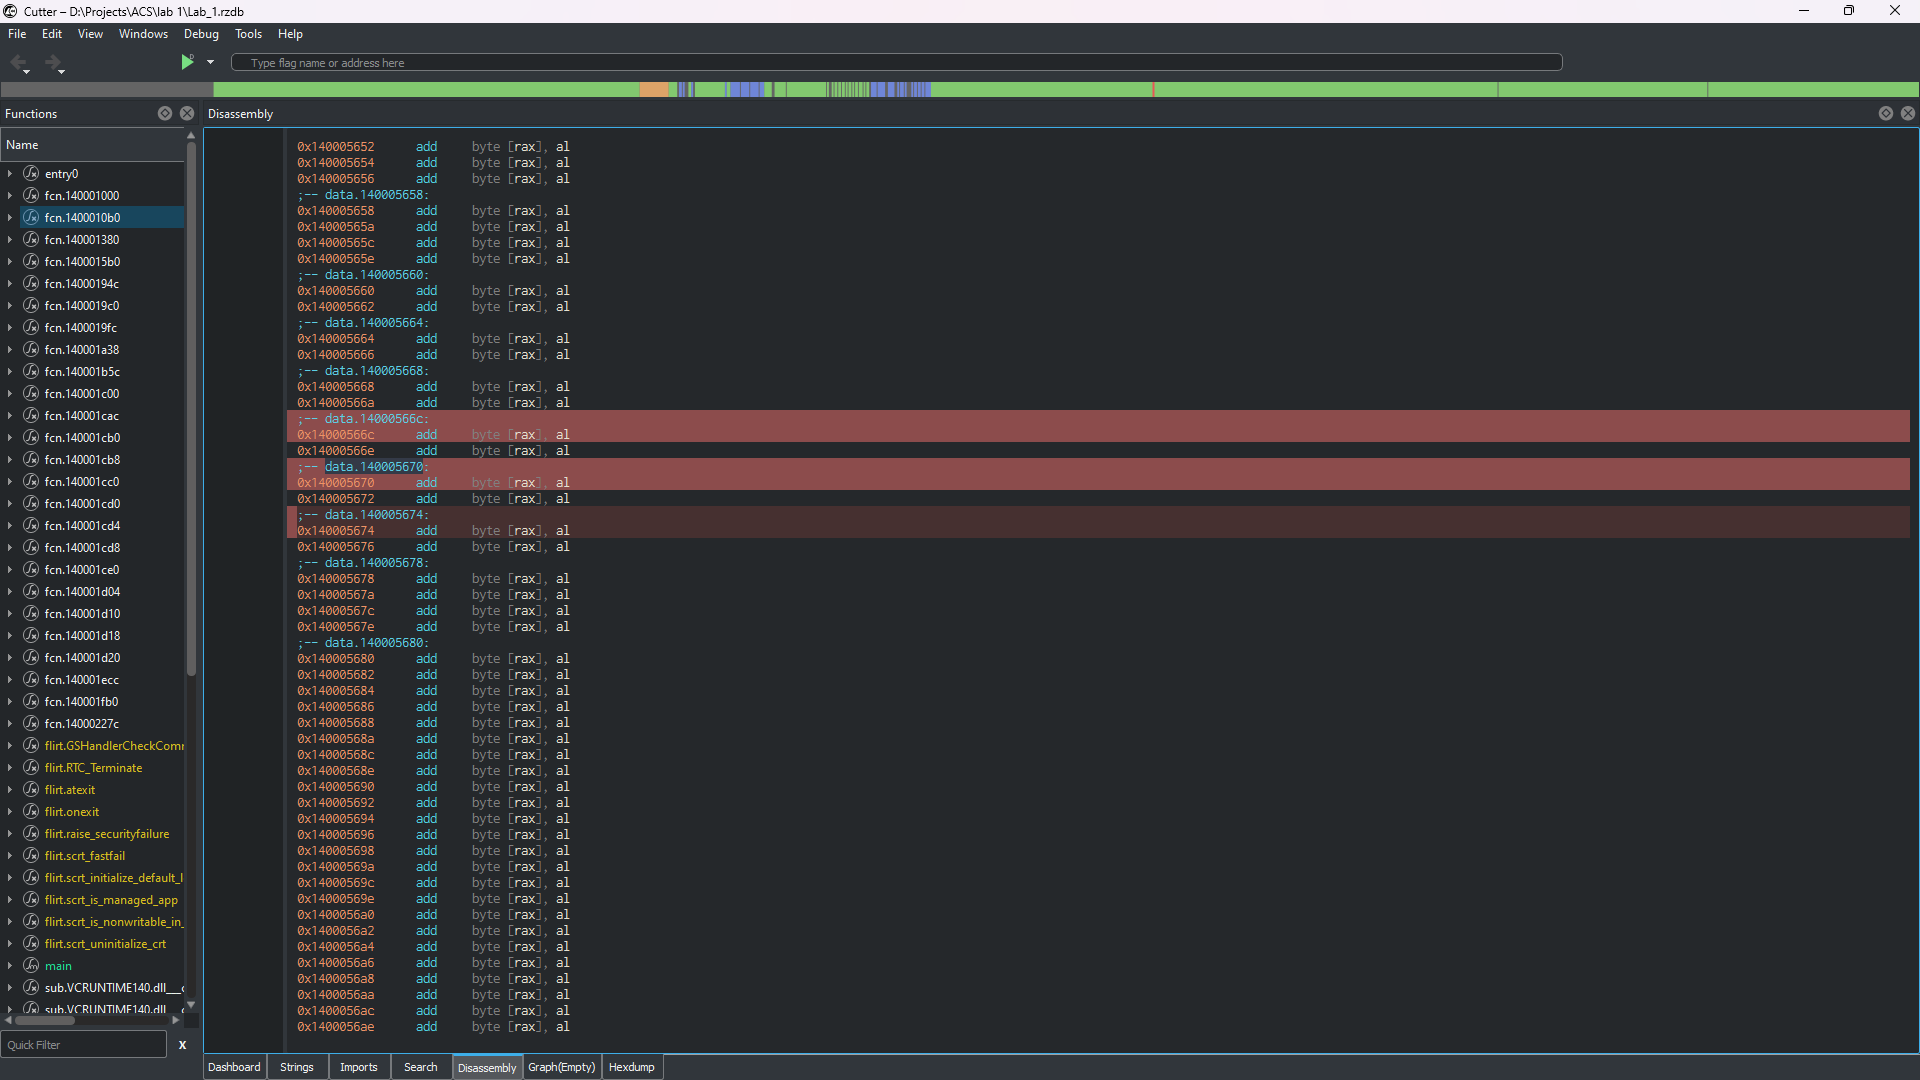 Cutter – D:\Projects\ACS\lab 1\Lab_1.rzdb
File Edit View Windows Debug Tools Help
Type flag name or address here
Functions
Name
entry0
fcn.140001000
fcn.1400010b0
fcn.140001380
fcn.1400015b0
fcn.14000194c
fcn.1400019c0
fcn.1400019fc
fcn.140001a38
fcn.140001b5c
fcn.140001c00
fcn.140001cac
fcn.140001cb0
fcn.140001cb8
fcn.140001cc0
fcn.140001cd0
fcn.140001cd4
fcn.140001cd8
fcn.140001ce0
fcn.140001d04
fcn.140001d10
fcn.140001d18
fcn.140001d20
fcn.140001ecc
fcn.140001fb0
fcn.14000227c
flirt.GSHandlerCheckComm
flirt.RTC_Terminate
flirt.atexit
flirt.onexit
flirt.raise_securityfailure
flirt.scrt_fastfail
flirt.scrt_initialize_default_l
flirt.scrt_is_managed_app
flirt.scrt_is_nonwritable_in_
flirt.scrt_uninitialize_crt
main
sub.VCRUNTIME140.dll__
sub.VCRUNTIME140.dll
Quick Filter X
Disassembly
0x140005652 add byte [rax], al
0x140005654 add byte [rax], al
0x140005656 add byte [rax], al
;-- data.140005658:
0x140005658 add byte [rax], al
0x14000565a add byte [rax], al
0x14000565c add byte [rax], al
0x14000565e add byte [rax], al
;-- data.140005660:
0x140005660 add byte [rax], al
0x140005662 add byte [rax], al
;-- data.140005664:
0x140005664 add byte [rax], al
0x140005666 add byte [rax], al
;-- data.140005668:
0x140005668 add byte [rax], al
0x14000566a add byte [rax], al
;-- data.14000566c:
0x14000566c add byte [rax], al
0x14000566e add byte [rax], al
;-- data.140005670:
0x140005670 add byte [rax], al
0x140005672 add byte [rax], al
;-- data.140005674:
0x140005674 add byte [rax], al
0x140005676 add byte [rax], al
;-- data.140005678:
0x140005678 add byte [rax], al
0x14000567a add byte [rax], al
0x14000567c add byte [rax], al
0x14000567e add byte [rax], al
;-- data.140005680:
0x140005680 add byte [rax], al
0x140005682 add byte [rax], al
0x140005684 add byte [rax], al
0x140005686 add byte [rax], al
0x140005688 add byte [rax], al
0x14000568a add byte [rax], al
0x14000568c add byte [rax], al
0x14000568e add byte [rax], al
0x140005690 add byte [rax], al
0x140005692 add byte [rax], al
0x140005694 add byte [rax], al
0x140005696 add byte [rax], al
0x140005698 add byte [rax], al
0x14000569a add byte [rax], al
0x14000569c add byte [rax], al
0x14000569e add byte [rax], al
0x1400056a0 add byte [rax], al
0x1400056a2 add byte [rax], al
0x1400056a4 add byte [rax], al
0x1400056a6 add byte [rax], al
0x1400056a8 add byte [rax], al
0x1400056aa add byte [rax], al
0x1400056ac add byte [rax], al
0x1400056ae add byte [rax], al
Dashboard Strings Imports Search Disassembly Graph(Empty) Hexdump